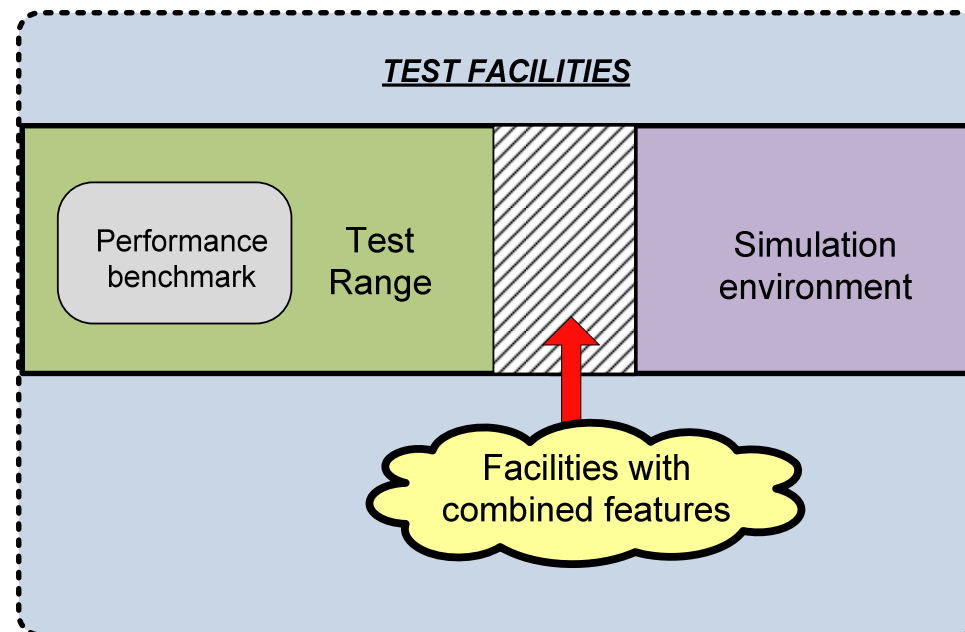 TEST FACILITIES
Performance
benchmark
Test
Range
Simulation
environment
Facilities with
combined features